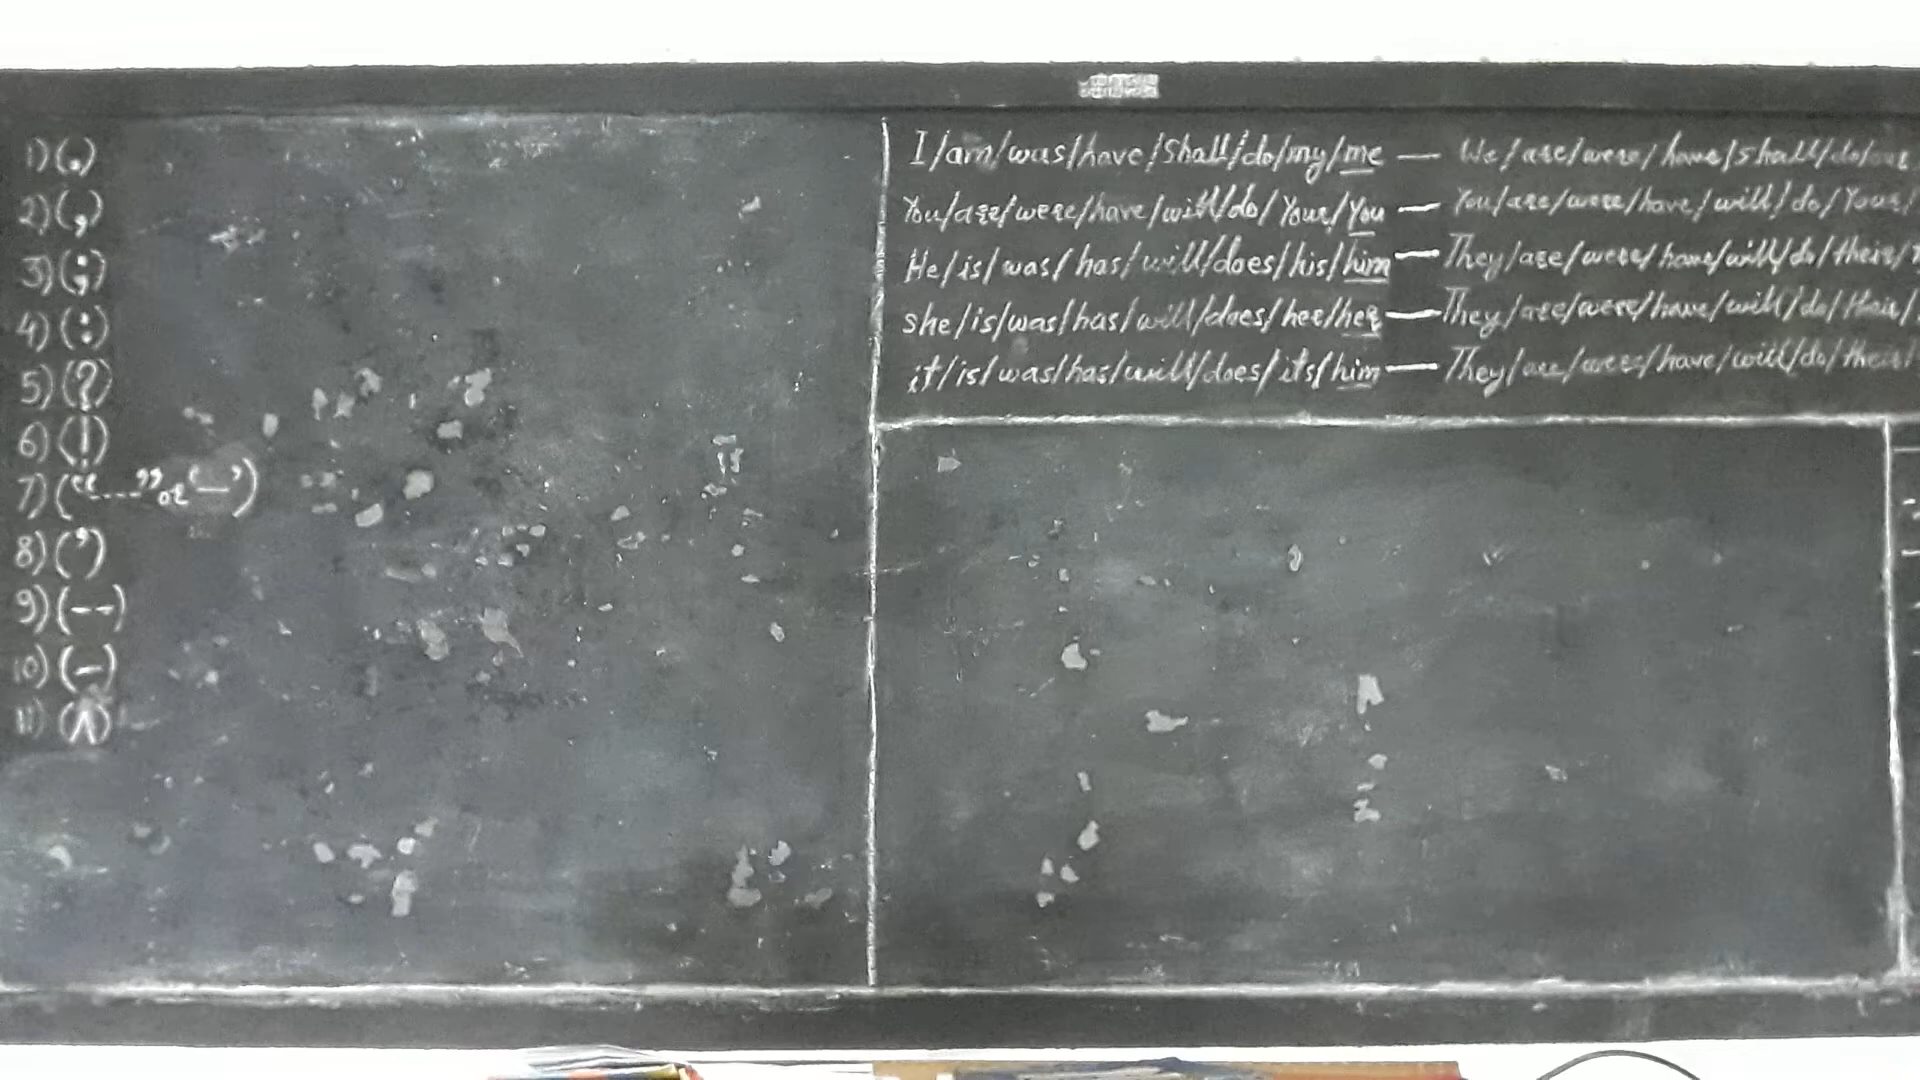 1) (.)
2) (,)
3) (;)
4) (:)
5) (?)
6) (!)
7) (“----” or ‘—’)
8) (’)
9) (--)
10) (-)
11) (^)
I/am/was/have/shall/do/my/me — We/are/were/have/shall/do/our
You/are/were/have/will/do/Your/You — You/are/were/have/will/do/Your/
He/is/was/has/will/does/his/him — They/are/were/have/will/do/their/
she/is/was/has/will/does/her/her — They/are/were/have/will/do/their/
it/is/was/has/will/does/its/him — They/are/were/have/will/do/their/